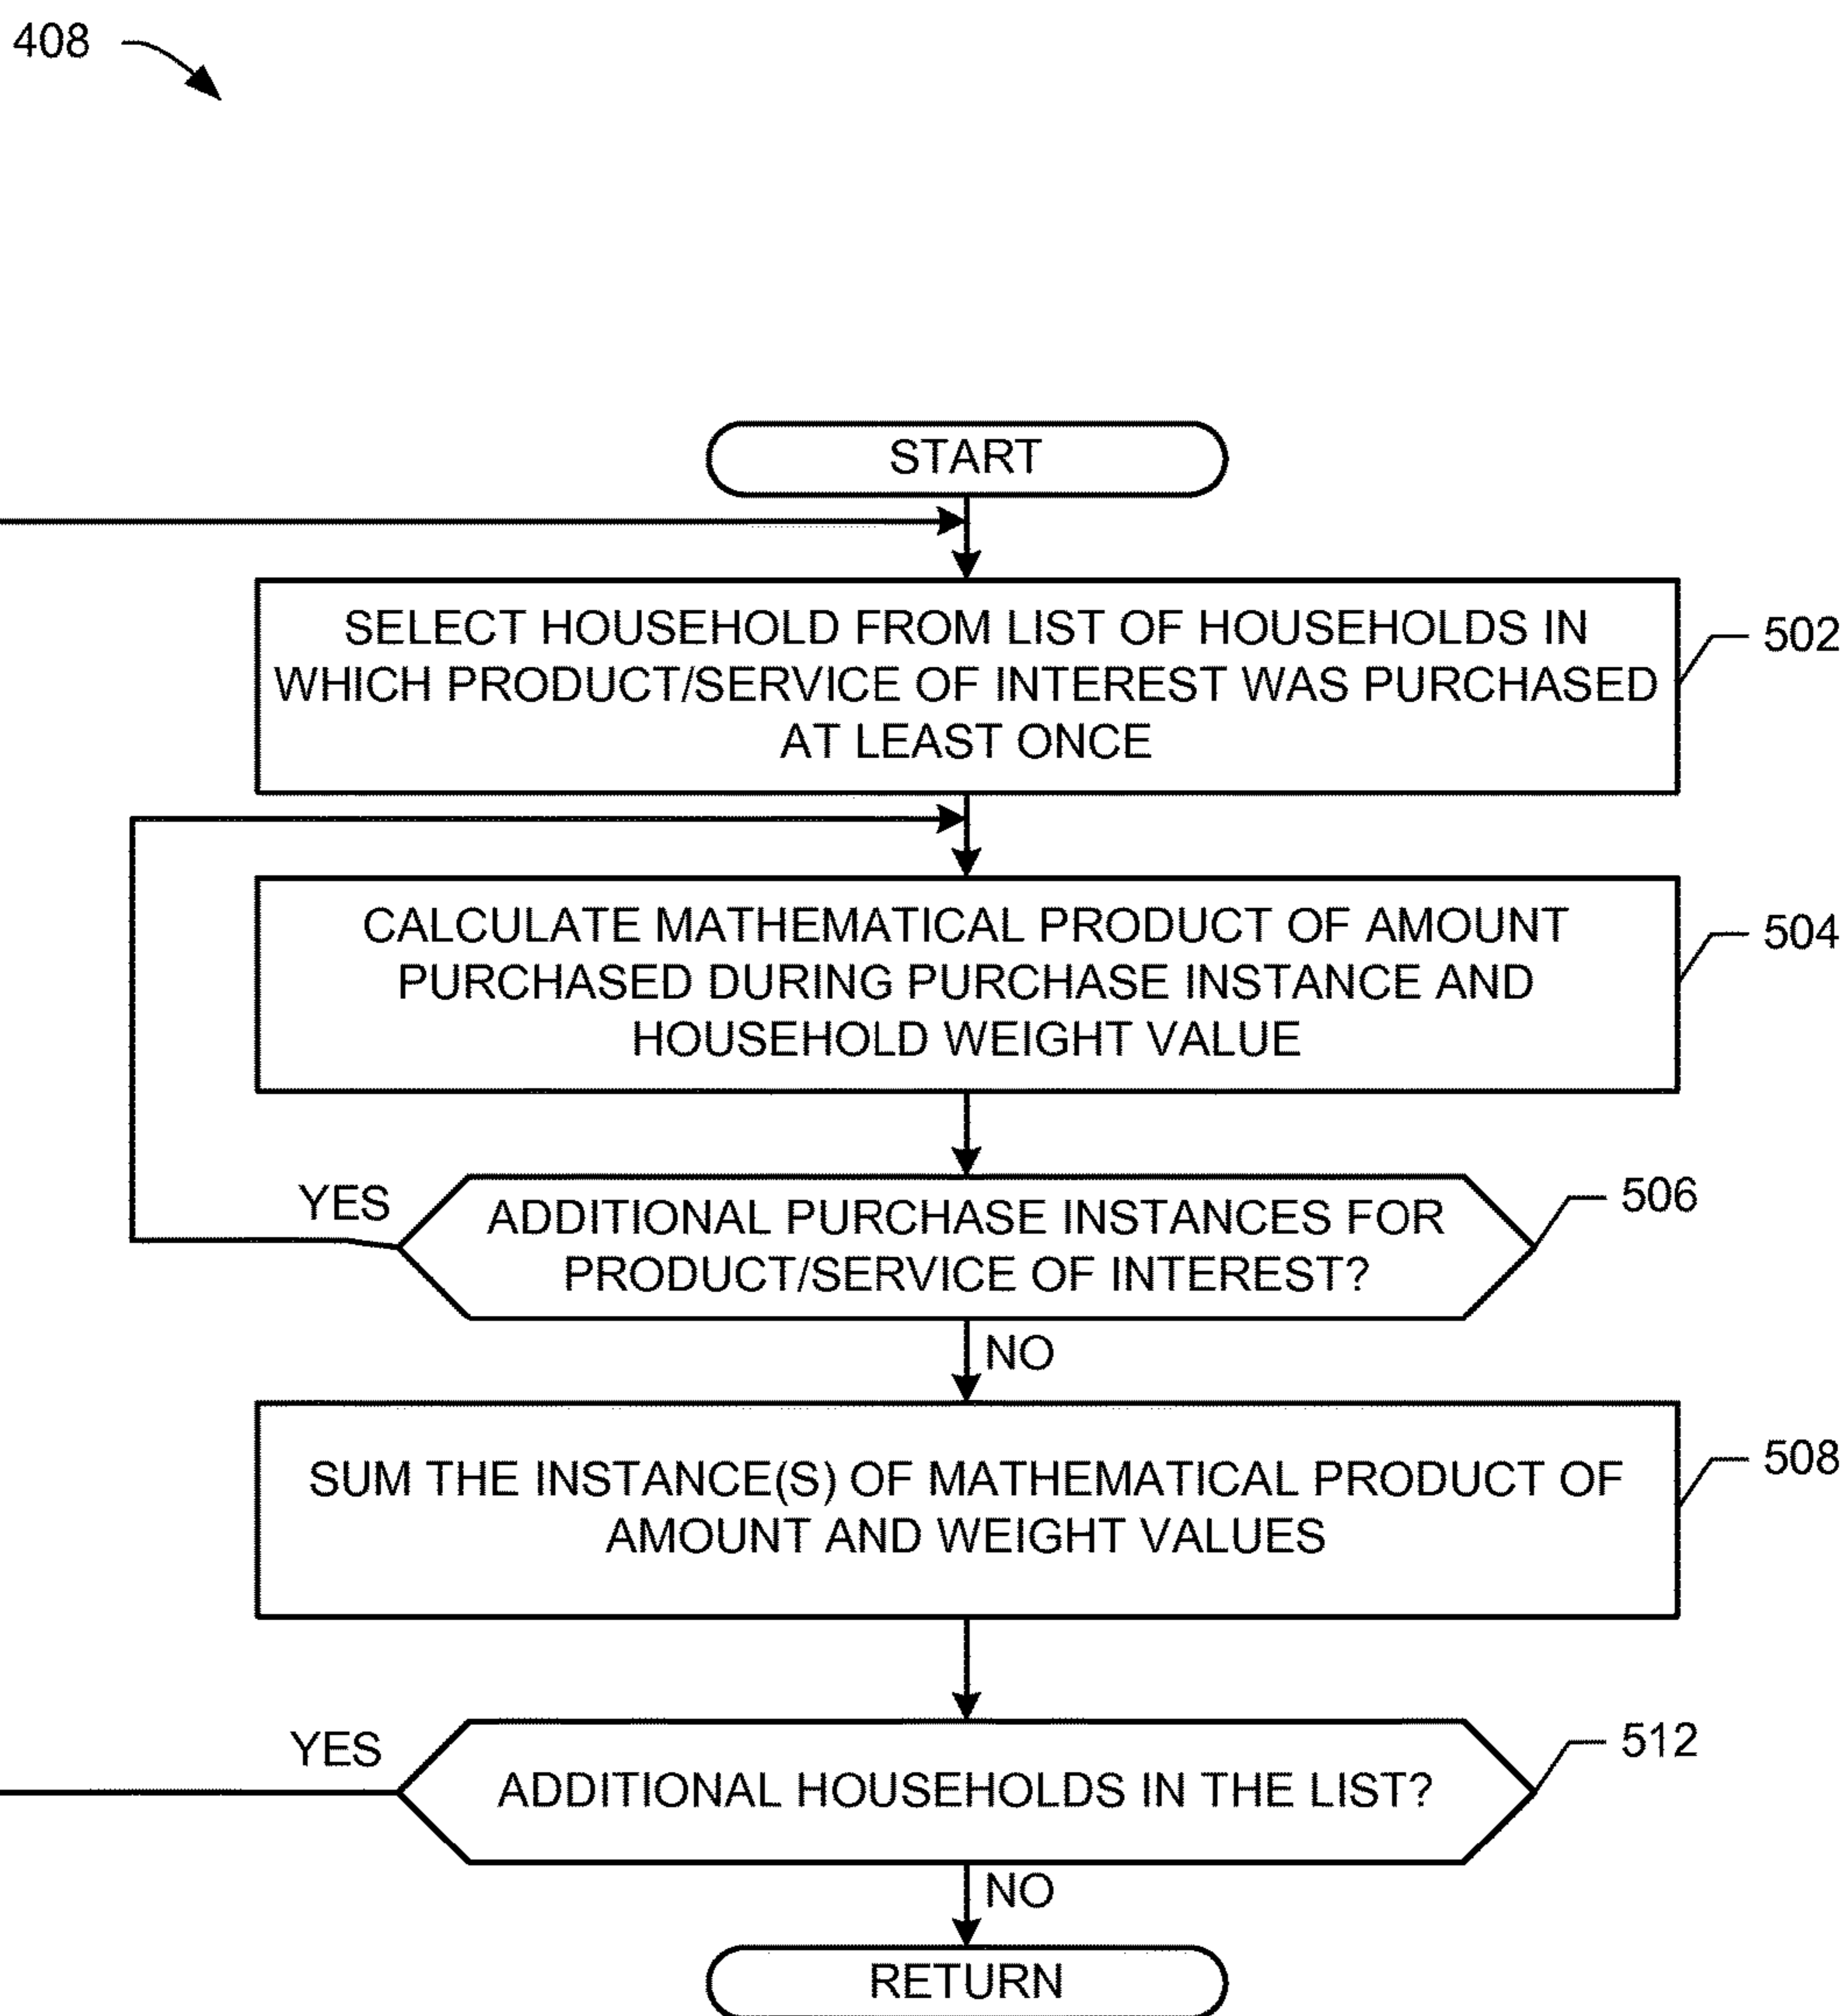 408
START
SELECT HOUSEHOLD FROM LIST OF HOUSEHOLDS IN
WHICH PRODUCT/SERVICE OF INTEREST WAS PURCHASED
AT LEAST ONCE
502
CALCULATE MATHEMATICAL PRODUCT OF AMOUNT
PURCHASED DURING PURCHASE INSTANCE AND
HOUSEHOLD WEIGHT VALUE
504
YES
ADDITIONAL PURCHASE INSTANCES FOR
PRODUCT/SERVICE OF INTEREST?
506
NO
SUM THE INSTANCE(S) OF MATHEMATICAL PRODUCT OF
AMOUNT AND WEIGHT VALUES
508
YES
ADDITIONAL HOUSEHOLDS IN THE LIST?
512
NO
RETURN